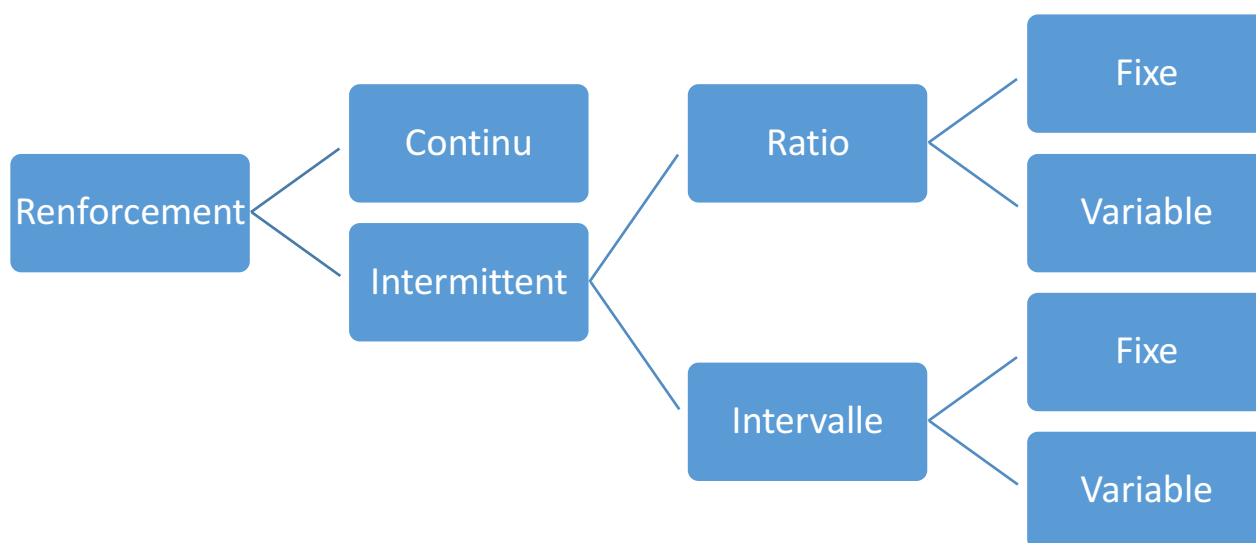 Renforcement
Continu
Intermittent
Ratio
Intervalle
Fixe
Variable
Fixe
Variable